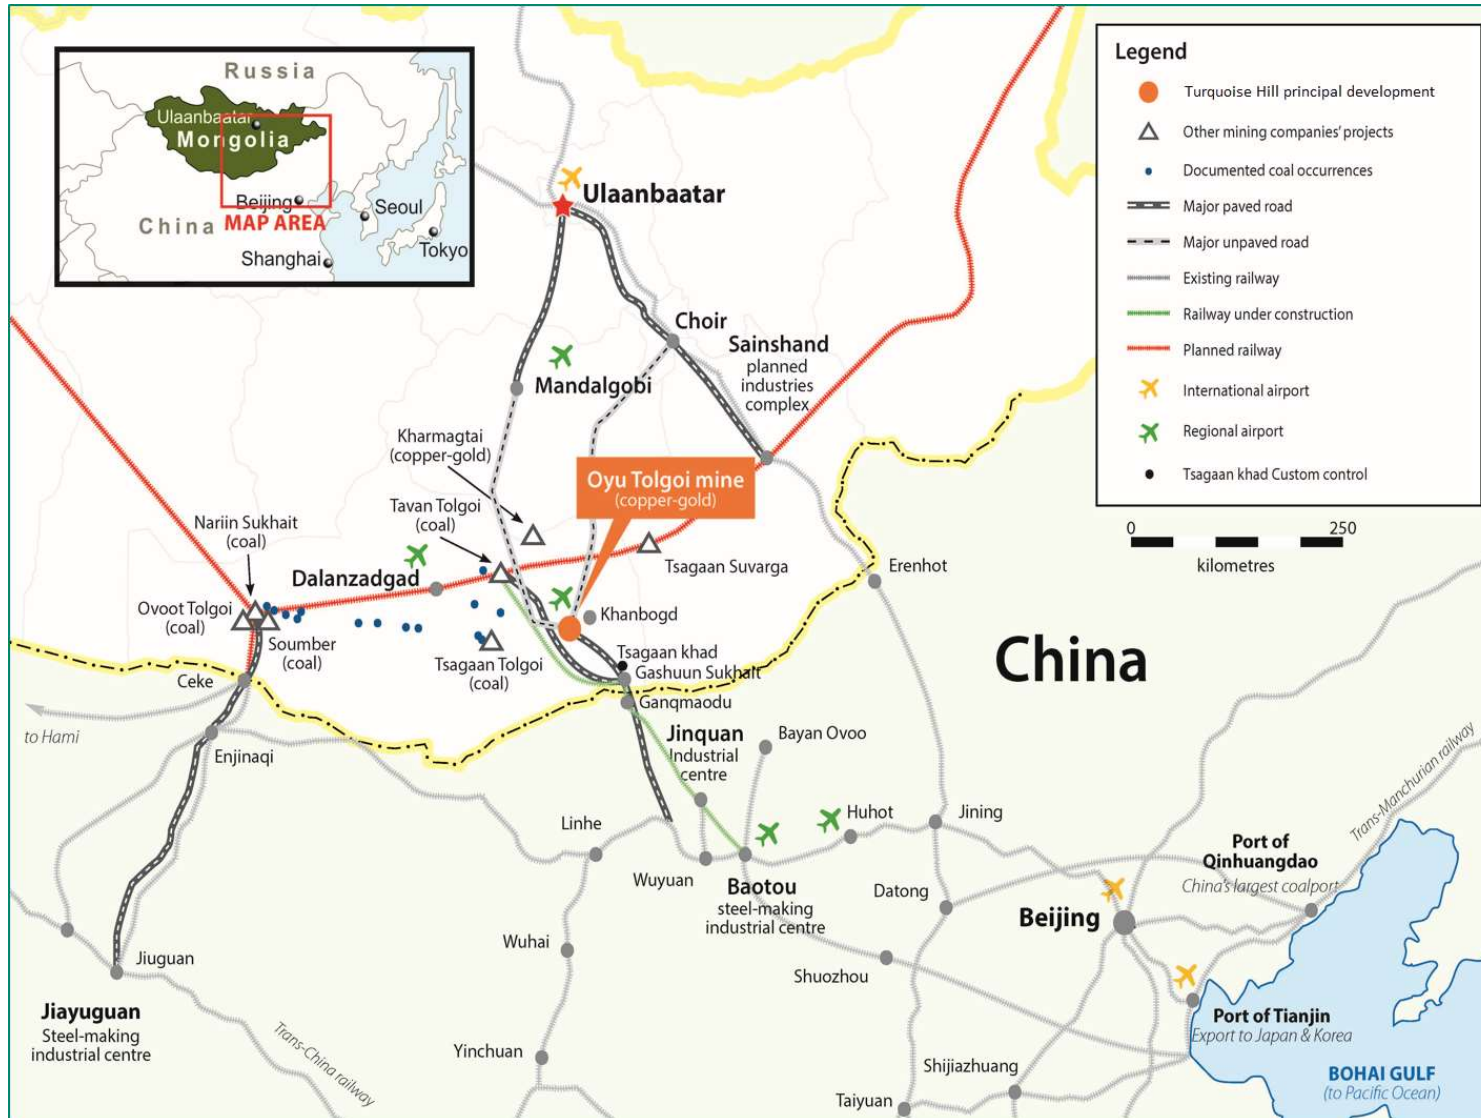 Russia
Ulaanbaatar
Mongolia
Beijing
MAP AREA
China
Seoul
Shanghai
Tokyo
Legend
Turquoise Hill principal development
Other mining companies' projects
Documented coal occurrences
Major paved road
Major unpaved road
Existing railway
Railway under construction
Planned railway
International airport
Regional airport
Tsagaan khad Custom control
0
250
kilometres
Ulaanbaatar
Choir
Sainshand
planned
industries
complex
Mandalgobi
Kharmagtai
(copper-gold)
Oyu Tolgoi mine
(copper-gold)
Tavan Tolgoi
(coal)
Nariin Sukhait
(coal)
Tsagaan Suvarga
Erenhot
Dalanzadgad
Ovoot Tolgoi
(coal)
Khanbogd
Soumber
(coal)
Tsagaan Tolgoi
(coal)
Tsagaan khad
Gashuun Sukhait
Ceke
Ganqmaodu
China
to Hami
Enjinaqi
Jinquan
Industrial
centre
Bayan Ovoo
Linhe
Huhot
Jining
Trans-Manchurian railway
Port of
Qinhuangdao
China's largest coalport
Wuyuan
Baotou
steel-making
industrial centre
Datong
Beijing
Wuhai
Shuozhou
Jiuguan
Jiayuguan
Steel-making
industrial centre
Port of Tianjin
Export to Japan & Korea
Trans-China railway
Yinchuan
Shijiazhuang
BOHAI GULF
(to Pacific Ocean)
Taiyuan